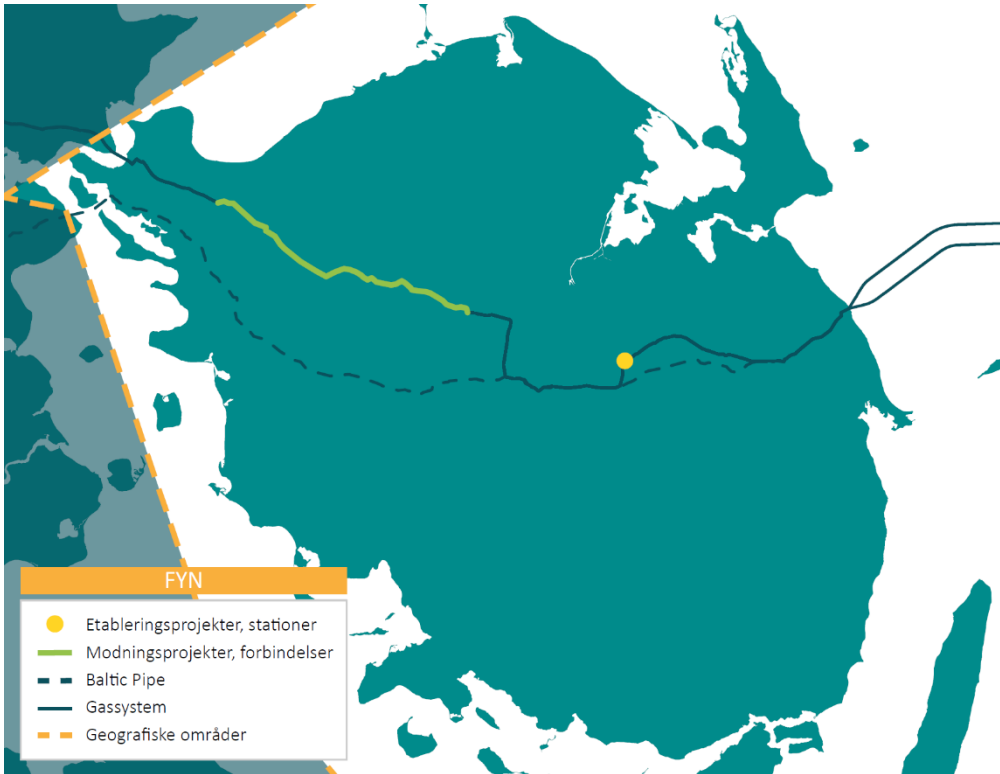 FYN
Etableringsprojekter, stationer
Modningsprojekter, forbindelser
Baltic Pipe
Gassystem
Geografiske områder